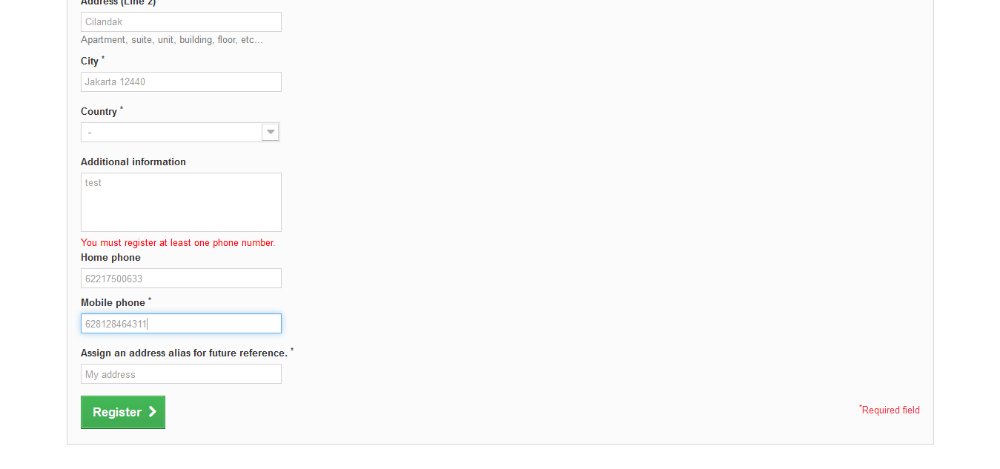 Address (Line 2)
Cilandak
Apartment, suite, unit, building, floor, etc...
City *
Jakarta 12440
Country *
-
Additional information
test
You must register at least one phone number.
Home phone
62217500633
Mobile phone *
628128464311
Assign an address alias for future reference. *
My address
Register
*Required field